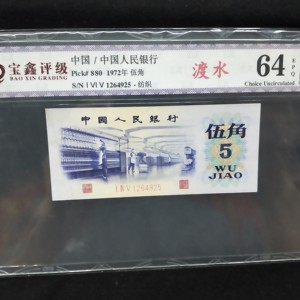 宝鑫评级
BAO XIN GRADING
中国 / 中国人民银行
Pick# 880 1972年 伍角
S/N I VI V 1264925 - 纺织
渡水
64
EPQ
Choice Uncirculated
中国人民银行
伍角
5
WU
JIAO
1264925